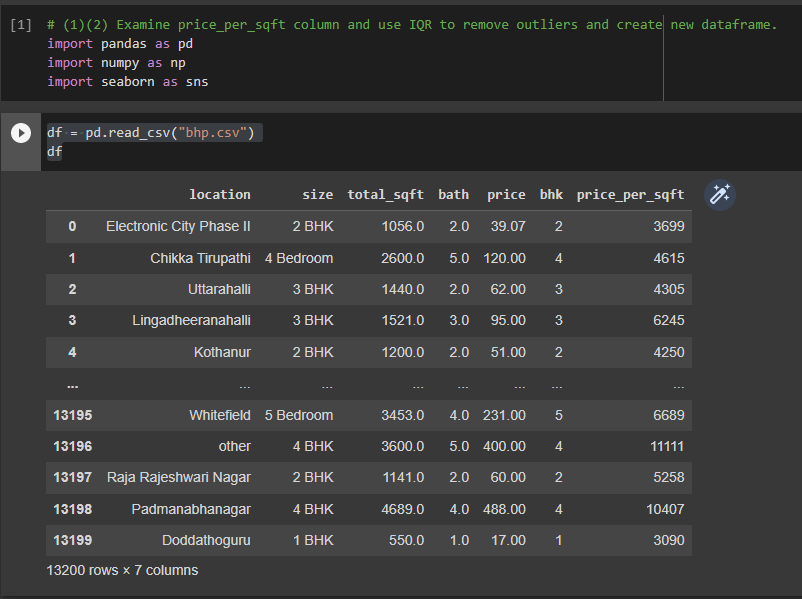 [1] # (1)(2) Examine price_per_sqft column and use IQR to remove outliers and create new dataframe.
import pandas as pd
import numpy as np
import seaborn as sns
df = pd.read_csv("bhp.csv")
df
location size total_sqft bath price bhk price_per_sqft
0 Electronic City Phase II 2 BHK 1056.0 2.0 39.07 2 3699
1 Chikka Tirupathi 4 Bedroom 2600.0 5.0 120.00 4 4615
2 Uttarahalli 3 BHK 1440.0 2.0 62.00 3 4305
3 Lingadheeranahalli 3 BHK 1521.0 3.0 95.00 3 6245
4 Kothanur 2 BHK 1200.0 2.0 51.00 2 4250
... ... ... ... ... ... ... ...
13195 Whitefield 5 Bedroom 3453.0 4.0 231.00 5 6689
13196 other 4 BHK 3600.0 5.0 400.00 4 11111
13197 Raja Rajeshwari Nagar 2 BHK 1141.0 2.0 60.00 2 5258
13198 Padmanabhanagar 4 BHK 4689.0 4.0 488.00 4 10407
13199 Doddathoguru 1 BHK 550.0 1.0 17.00 1 3090
13200 rows × 7 columns